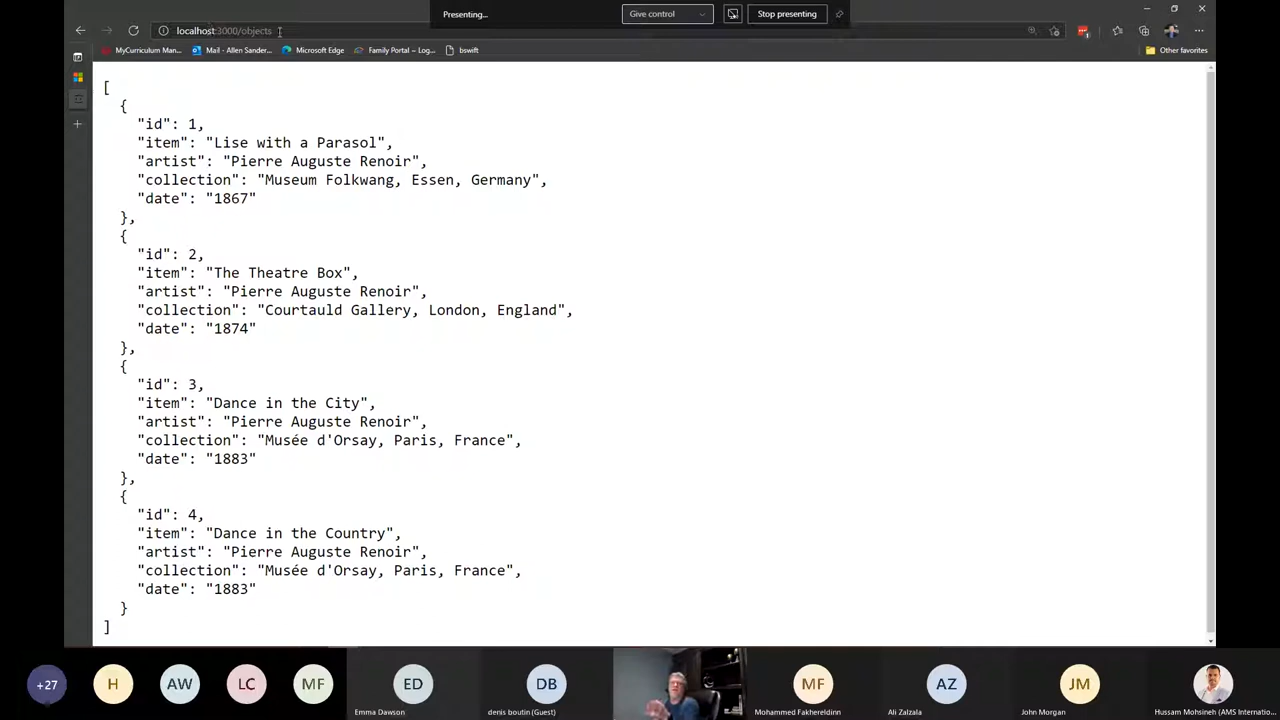 Presenting...
Give control
Stop presenting
localhost:3000/objects
MyCurriculum Man...
Mail - Allen Sander...
Microsoft Edge
Family Portal – Log...
bswift
Other favorites
[
{
"id": 1,
"item": "Lise with a Parasol",
"artist": "Pierre Auguste Renoir",
"collection": "Museum Folkwang, Essen, Germany",
"date": "1867"
},
{
"id": 2,
"item": "The Theatre Box",
"artist": "Pierre Auguste Renoir",
"collection": "Courtauld Gallery, London, England",
"date": "1874"
},
{
"id": 3,
"item": "Dance in the City",
"artist": "Pierre Auguste Renoir",
"collection": "Musée d'Orsay, Paris, France",
"date": "1883"
},
{
"id": 4,
"item": "Dance in the Country",
"artist": "Pierre Auguste Renoir",
"collection": "Musée d'Orsay, Paris, France",
"date": "1883"
}
]
+27
H
AW
LC
MF
ED
DB
MF
AZ
JM
Emma Dawson
denis boutin (Guest)
Mohammed Fakhereldinn
Ali Zalzala
John Morgan
Hussam Mohsineh (AMS Internatio...